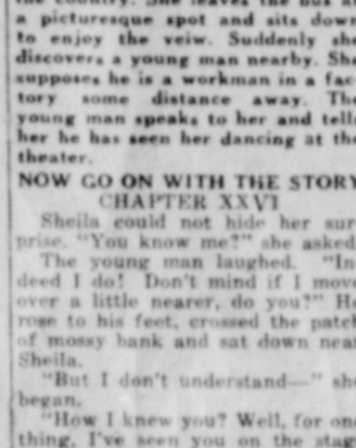 the country. She leaves the bus at
a picturesque spot and sits down
to enjoy the veiw. Suddenly she
discovers a young man nearby. She
supposes he is a workman in a fac
tory some distance away. The
young man speaks to her and tells
her he has seen her dancing at the
theater.
NOW GO ON WITH THE STORY
CHAPTER XXVI
Sheila could not hide her sur
prise. "You know me?" she asked.
The young man laughed. "In
deed I do! Don't mind if I move
over a little nearer, do you?" He
rose to his feet, crossed the patch
of mossy bank and sat down near
Sheila.
"But I don't understand—" she
began.
"How I knew you? Well, for one
thing, I've seen you on the stage